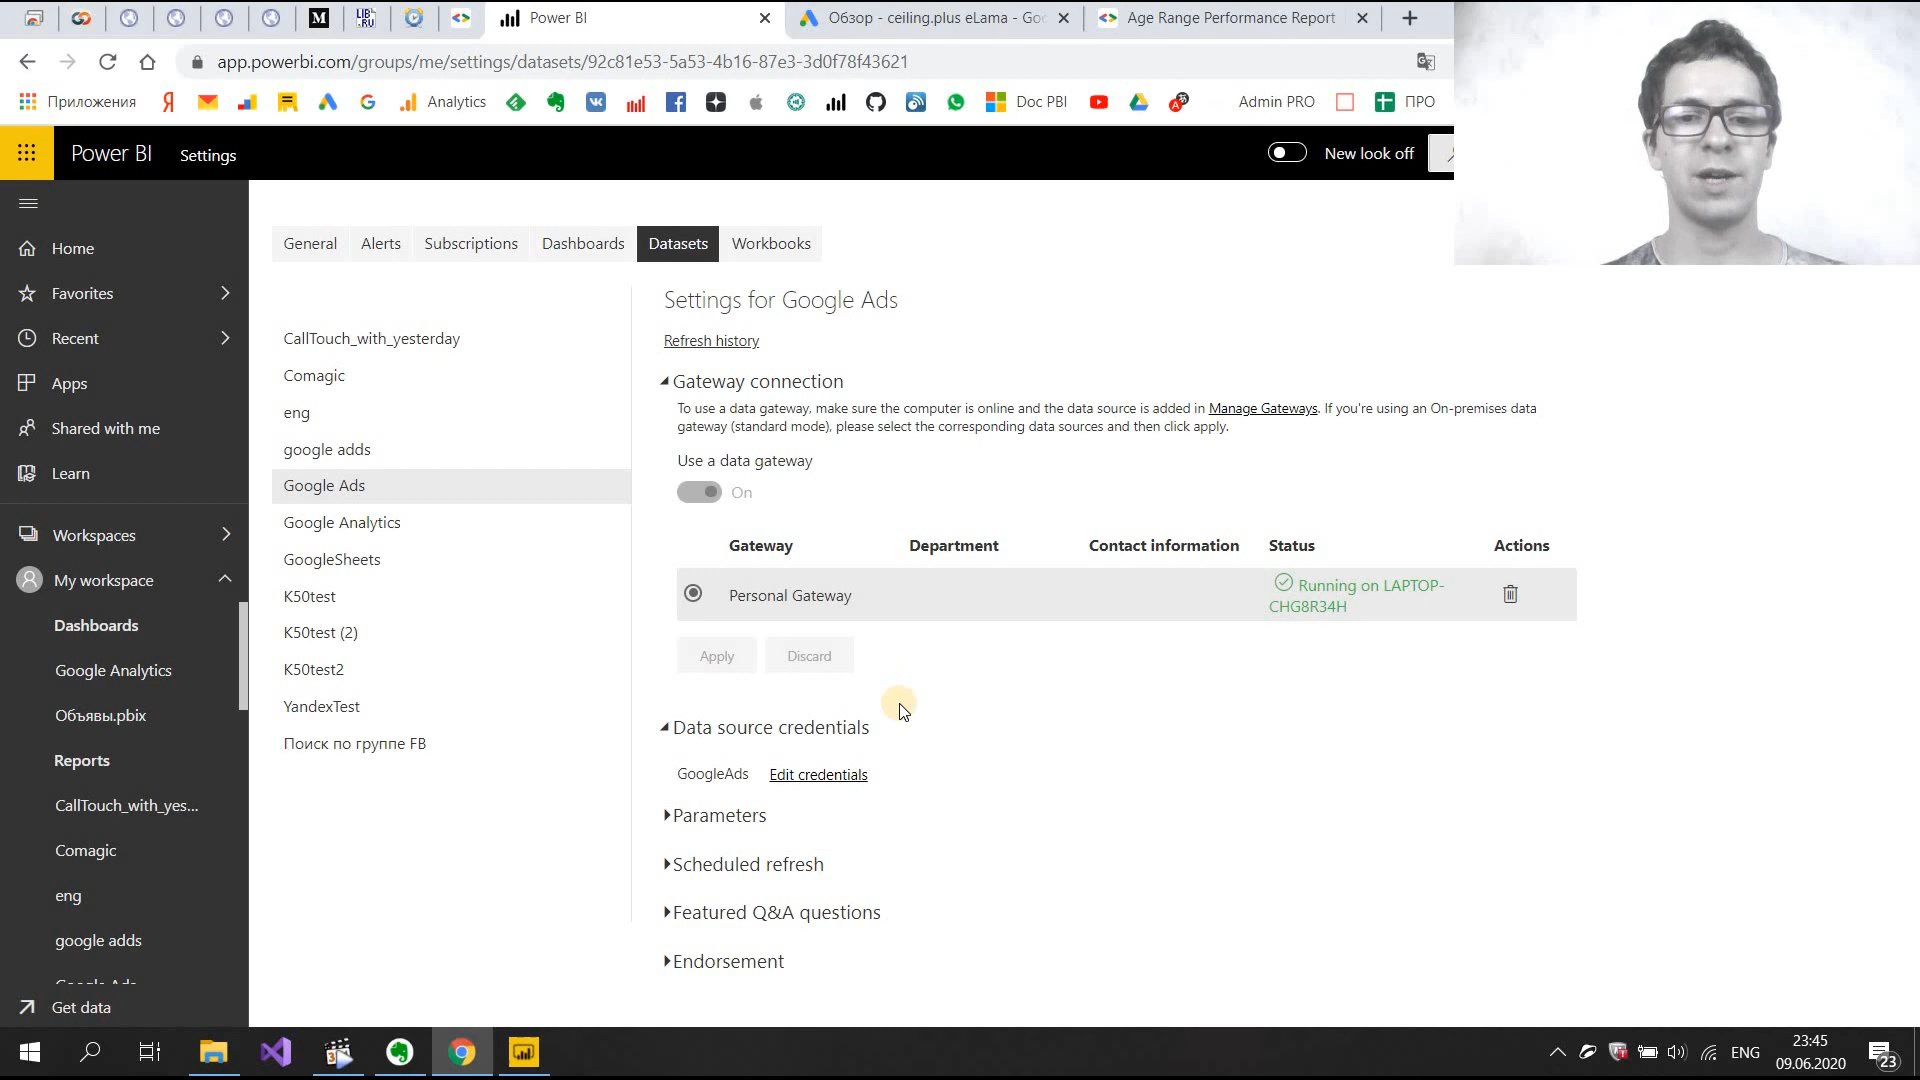 Power BI
Обзор - ceiling.plus eLama - Goo
Age Range Performance Report
app.powerbi.com/groups/me/settings/datasets/92c81e53-5a53-4b16-87e3-3d0f78f43621
Приложения
Analytics
Doc PBI
Admin PRO
ПРО
Power BI
Settings
New look off
Home
Favorites
Recent
Apps
Shared with me
Learn
Workspaces
My workspace
Dashboards
Google Analytics
Объявы.pbix
Reports
CallTouch_with_yes...
Comagic
eng
google adds
Get data
General
Alerts
Subscriptions
Dashboards
Datasets
Workbooks
CallTouch_with_yesterday
Comagic
eng
google adds
Google Ads
Google Analytics
GoogleSheets
K50test
K50test (2)
K50test2
YandexTest
Поиск по группе FB
Settings for Google Ads
Refresh history
Gateway connection
To use a data gateway, make sure the computer is online and the data source is added in Manage Gateways. If you're using an On-premises data
gateway (standard mode), please select the corresponding data sources and then click apply.
Use a data gateway
On
Gateway Department Contact information Status Actions
Personal Gateway
Running on LAPTOP-
CHG8R34H
Apply
Discard
Data source credentials
GoogleAds Edit credentials
Parameters
Scheduled refresh
Featured Q&A questions
Endorsement
ENG
23:45
09.06.2020
23